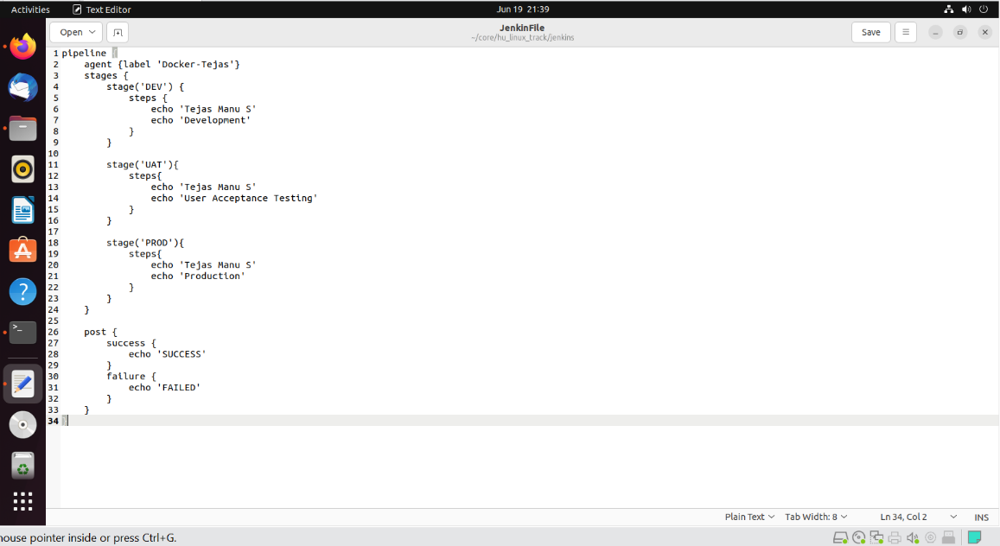 Activities Text Editor Jun 19 21:39
Open JenkinFile Save
~/core/hu_linux_track/jenkins
1 pipeline {
2     agent {label 'Docker-Tejas'}
3     stages {
4         stage('DEV') {
5             steps {
6                 echo 'Tejas Manu S'
7                 echo 'Development'
8             }
9         }
10
11         stage('UAT'){
12             steps{
13                 echo 'Tejas Manu S'
14                 echo 'User Acceptance Testing'
15             }
16         }
17
18         stage('PROD'){
19             steps{
20                 echo 'Tejas Manu S'
21                 echo 'Production'
22             }
23         }
24     }
25
26     post {
27         success {
28             echo 'SUCCESS'
29         }
30         failure {
31             echo 'FAILED'
32         }
33     }
34 }
Plain Text Tab Width: 8 Ln 34, Col 2 INS
pointer inside or press Ctrl+G.